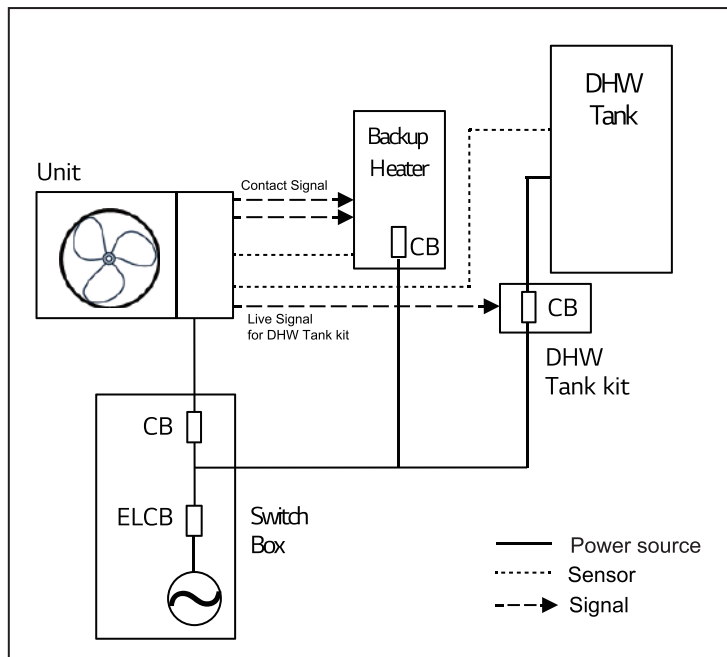 DHW
Tank
Backup
Heater
Unit
Contact Signal
CB
CB
Live Signal
for DHW Tank kit
DHW
Tank kit
CB
ELCB
Switch
Box
Power source
Sensor
Signal